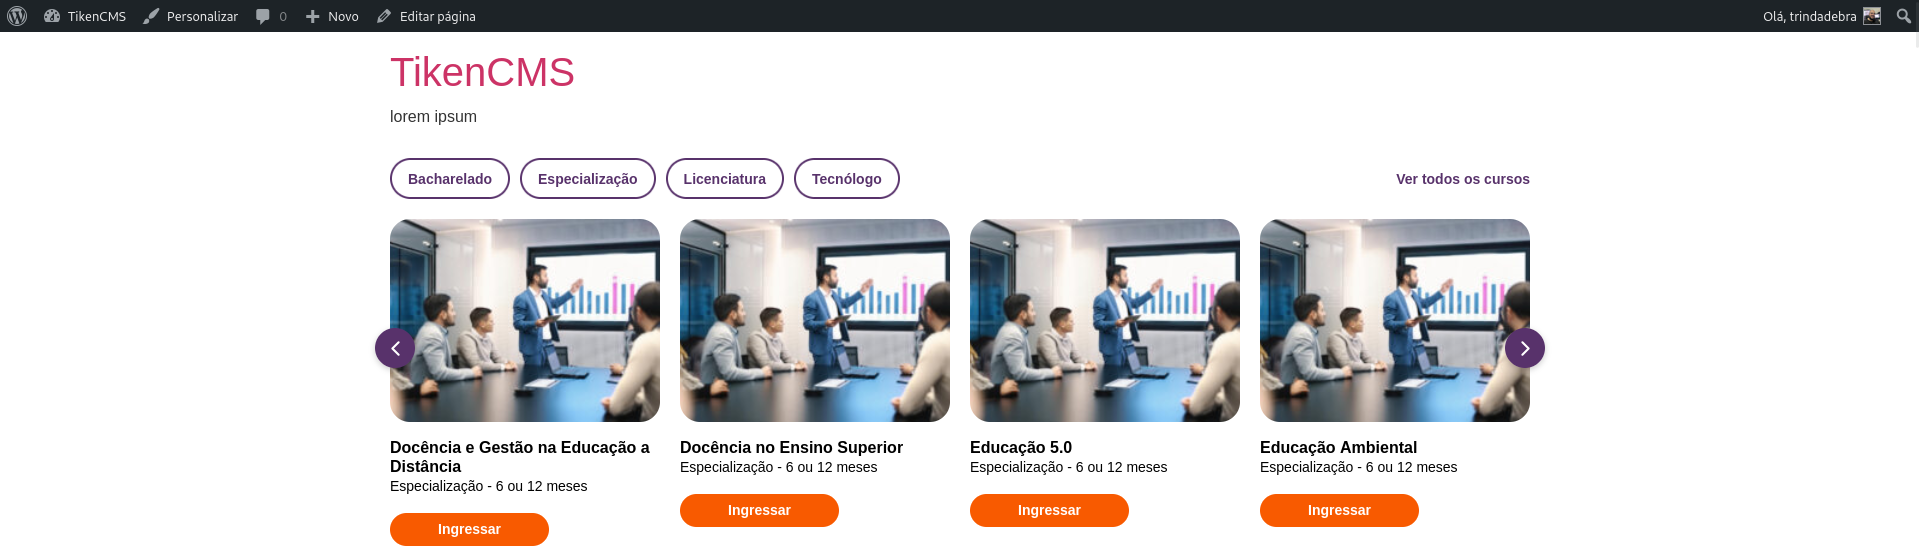 TikenCMS Personalizar 0 Novo Editar página Olá, trindadebra
TikenCMS
lorem ipsum
Bacharelado Especialização Licenciatura Tecnólogo Ver todos os cursos
Docência e Gestão na Educação a
Distância
Especialização - 6 ou 12 meses
Ingressar
Docência no Ensino Superior
Especialização - 6 ou 12 meses
Ingressar
Educação 5.0
Especialização - 6 ou 12 meses
Ingressar
Educação Ambiental
Especialização - 6 ou 12 meses
Ingressar